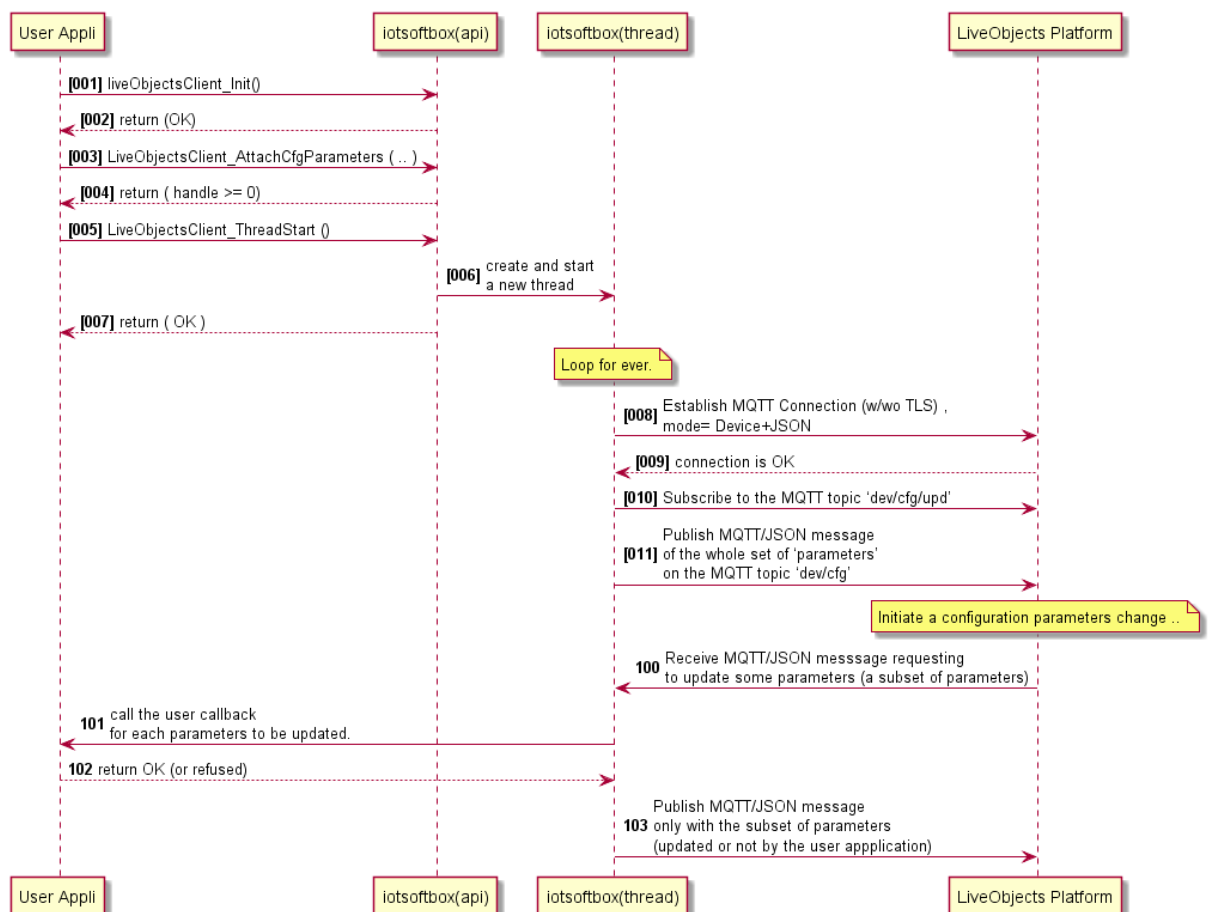 User Appli
iotsoftbox(api)
iotsoftbox(thread)
LiveObjects Platform
[001] liveObjectsClient_Init()
[002] return (OK)
[003] LiveObjectsClient_AttachCfgParameters ( .. )
[004] return ( handle >= 0)
[005] LiveObjectsClient_ThreadStart ()
[006] create and start
a new thread
[007] return ( OK )
Loop for ever.
[008] Establish MQTT Connection (w/wo TLS) ,
mode= Device+JSON
[009] connection is OK
[010] Subscribe to the MQTT topic ‘dev/cfg/upd’
Publish MQTT/JSON message
[011] of the whole set of ‘parameters’
on the MQTT topic ‘dev/cfg’
Initiate a configuration parameters change ..
100 Receive MQTT/JSON messsage requesting
to update some parameters (a subset of parameters)
101 call the user callback
for each parameters to be updated.
102 return OK (or refused)
Publish MQTT/JSON message
103 only with the subset of parameters
(updated or not by the user appplication)
User Appli
iotsoftbox(api)
iotsoftbox(thread)
LiveObjects Platform